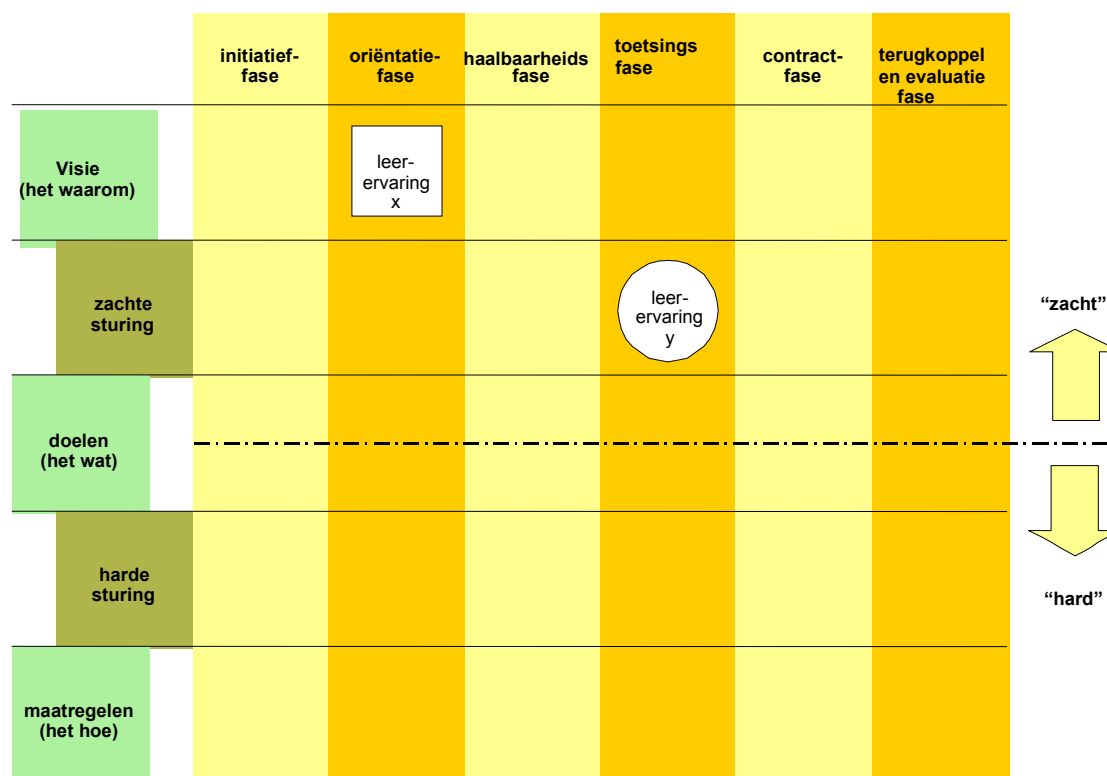 initiatief-
fase
oriëntatie-
fase
haalbaarheids
fase
toetsings
fase
contract-
fase
terugkoppel
en evaluatie
fase
Visie
(het waarom)
leer-
ervaring
x
zachte
sturing
leer-
ervaring
y
“zacht”
doelen
(het wat)
harde
sturing
“hard”
maatregelen
(het hoe)